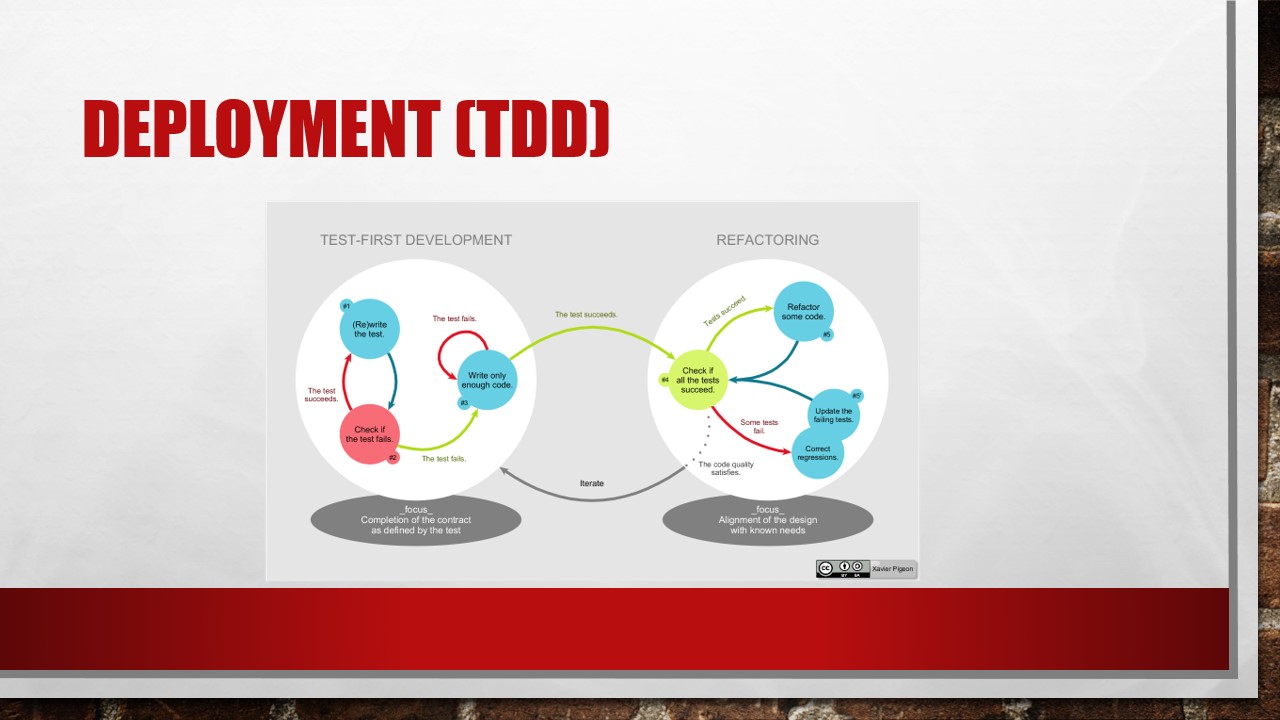 DEPLOYMENT (TDD)
TEST-FIRST DEVELOPMENT
REFACTORING
#1
(Re)write
the test.
The test
succeeds.
Check if
the test fails.
#2
The test fails.
The test fails.
Write only
enough code.
#3
The test succeeds.
Check if
all the tests
succeed.
#4
Tests succeed.
Refactor
some code.
#5
Some tests
fail.
#5'
Update the
failing tests.
Correct
regressions.
The code quality
satisfies.
Iterate
_focus_
Completion of the contract
as defined by the test
_focus_
Alignment of the design
with known needs
cc
BY SA
Xavier Pigeon